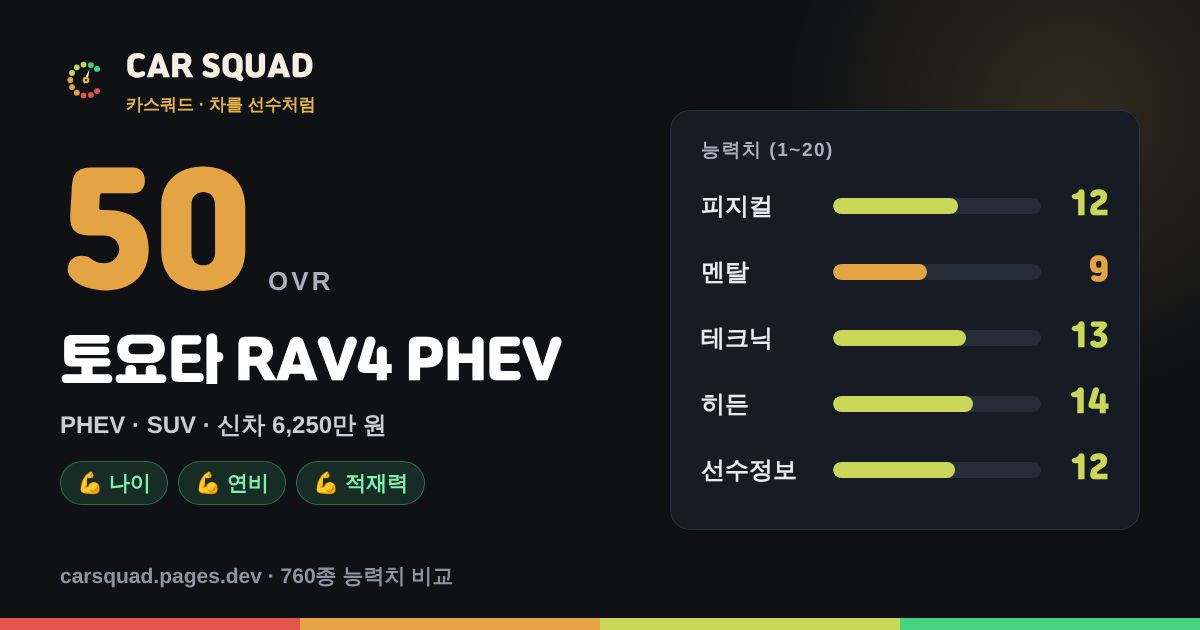 CAR SQUAD
카스쿼드 · 차를 선수처럼
50 OVR
토요타 RAV4 PHEV
PHEV · SUV · 신차 6,250만 원
💪 나이 💪 연비 💪 적재력
carsquad.pages.dev · 760종 능력치 비교
능력치 (1~20)
피지컬 12
멘탈 9
테크닉 13
히든 14
선수정보 12